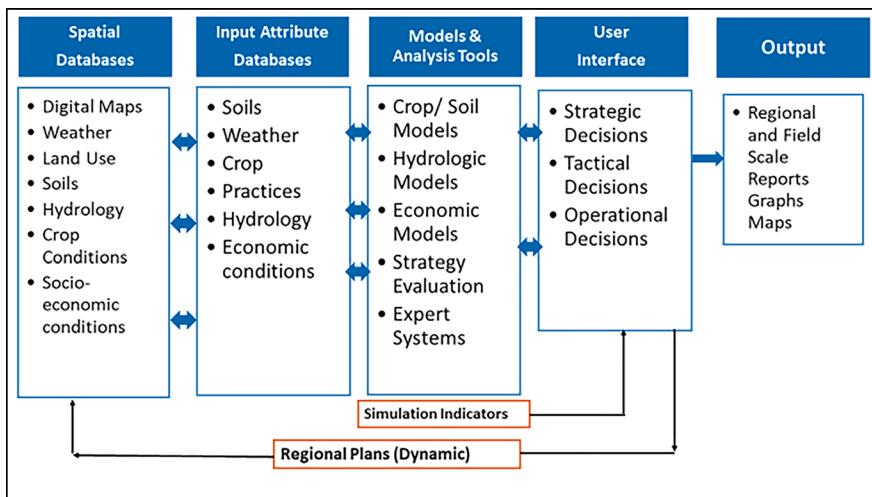 Spatial
Databases
Input Attribute
Databases
Models &
Analysis Tools
User
Interface
Output
• Digital Maps
• Weather
• Land Use
• Soils
• Hydrology
• Crop
Conditions
• Socio-
economic
conditions
• Soils
• Weather
• Crop
• Practices
• Hydrology
• Economic
conditions
• Crop/ Soil
Models
• Hydrologic
Models
• Economic
Models
• Strategy
Evaluation
• Expert
Systems
• Strategic
Decisions
• Tactical
Decisions
• Operational
Decisions
• Regional
and Field
Scale
Reports
Graphs
Maps
Simulation Indicators
Regional Plans (Dynamic)